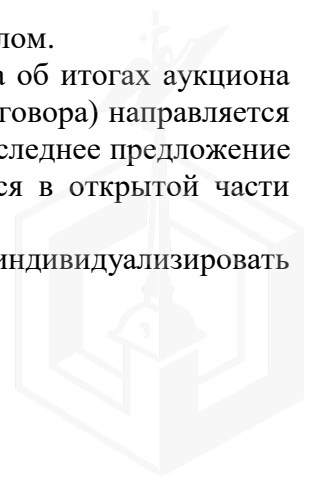 лом.
а об итогах аукциона
говора) направляется
следнее предложение
ся в открытой части
индивидуализировать